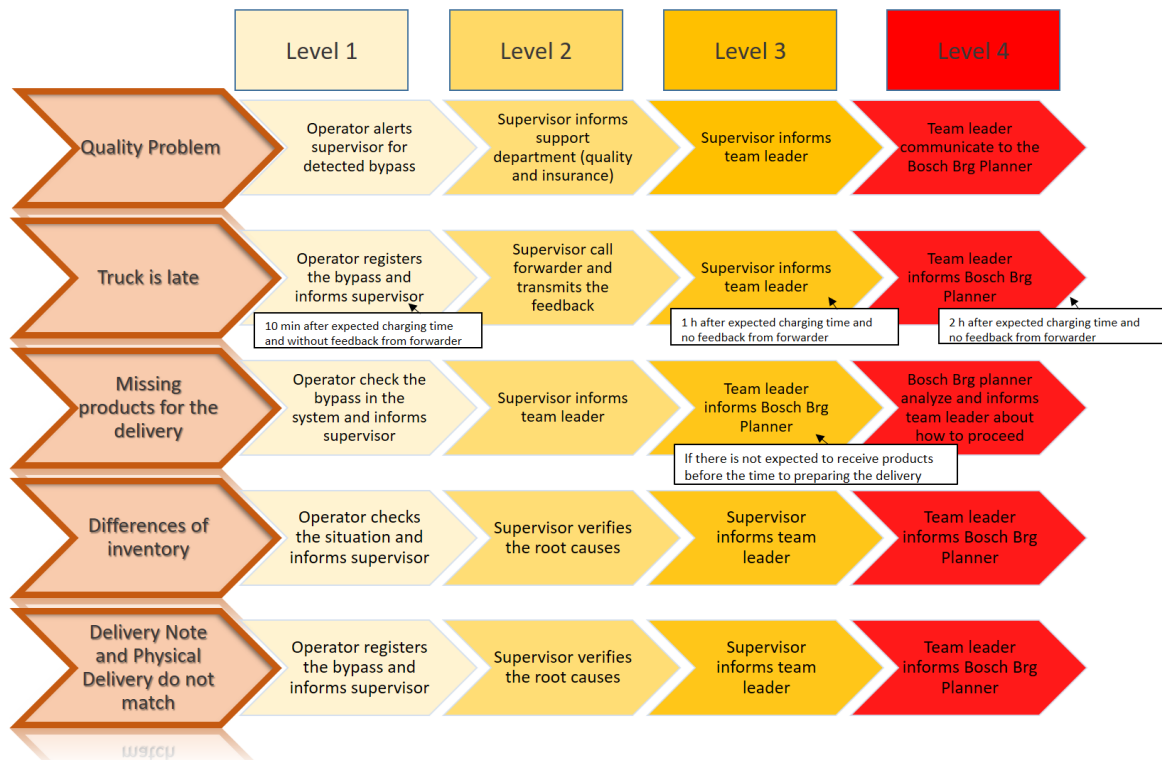 Level 1
Level 2
Level 3
Level 4
Quality Problem
Operator alerts
supervisor for
detected bypass
Supervisor informs
support
department (quality
and insurance)
Supervisor informs
team leader
Team leader
communicate to the
Bosch Brg Planner
Truck is late
Operator registers
the bypass and
informs supervisor
10 min after expected charging time
and without feedback from forwarder
Supervisor call
forwarder and
transmits the
feedback
Supervisor informs
team leader
1 h after expected charging time and
no feedback from forwarder
Team leader
informs Bosch Brg
Planner
2 h after expected charging time and
no feedback from forwarder
Missing
products for the
delivery
Operator check the
bypass in the
system and informs
supervisor
Supervisor informs
team leader
Team leader
informs Bosch Brg
Planner
If there is not expected to receive products
before the time to preparing the delivery
Bosch Brg planner
analyze and informs
team leader about
how to proceed
Differences of
inventory
Operator checks
the situation and
informs supervisor
Supervisor verifies
the root causes
Supervisor
informs team
leader
Team leader
informs Bosch Brg
Planner
Delivery Note
and Physical
Delivery do not
match
Operator registers
the bypass and
informs supervisor
Supervisor verifies
the root causes
Supervisor
informs team
leader
Team leader
informs Bosch Brg
Planner